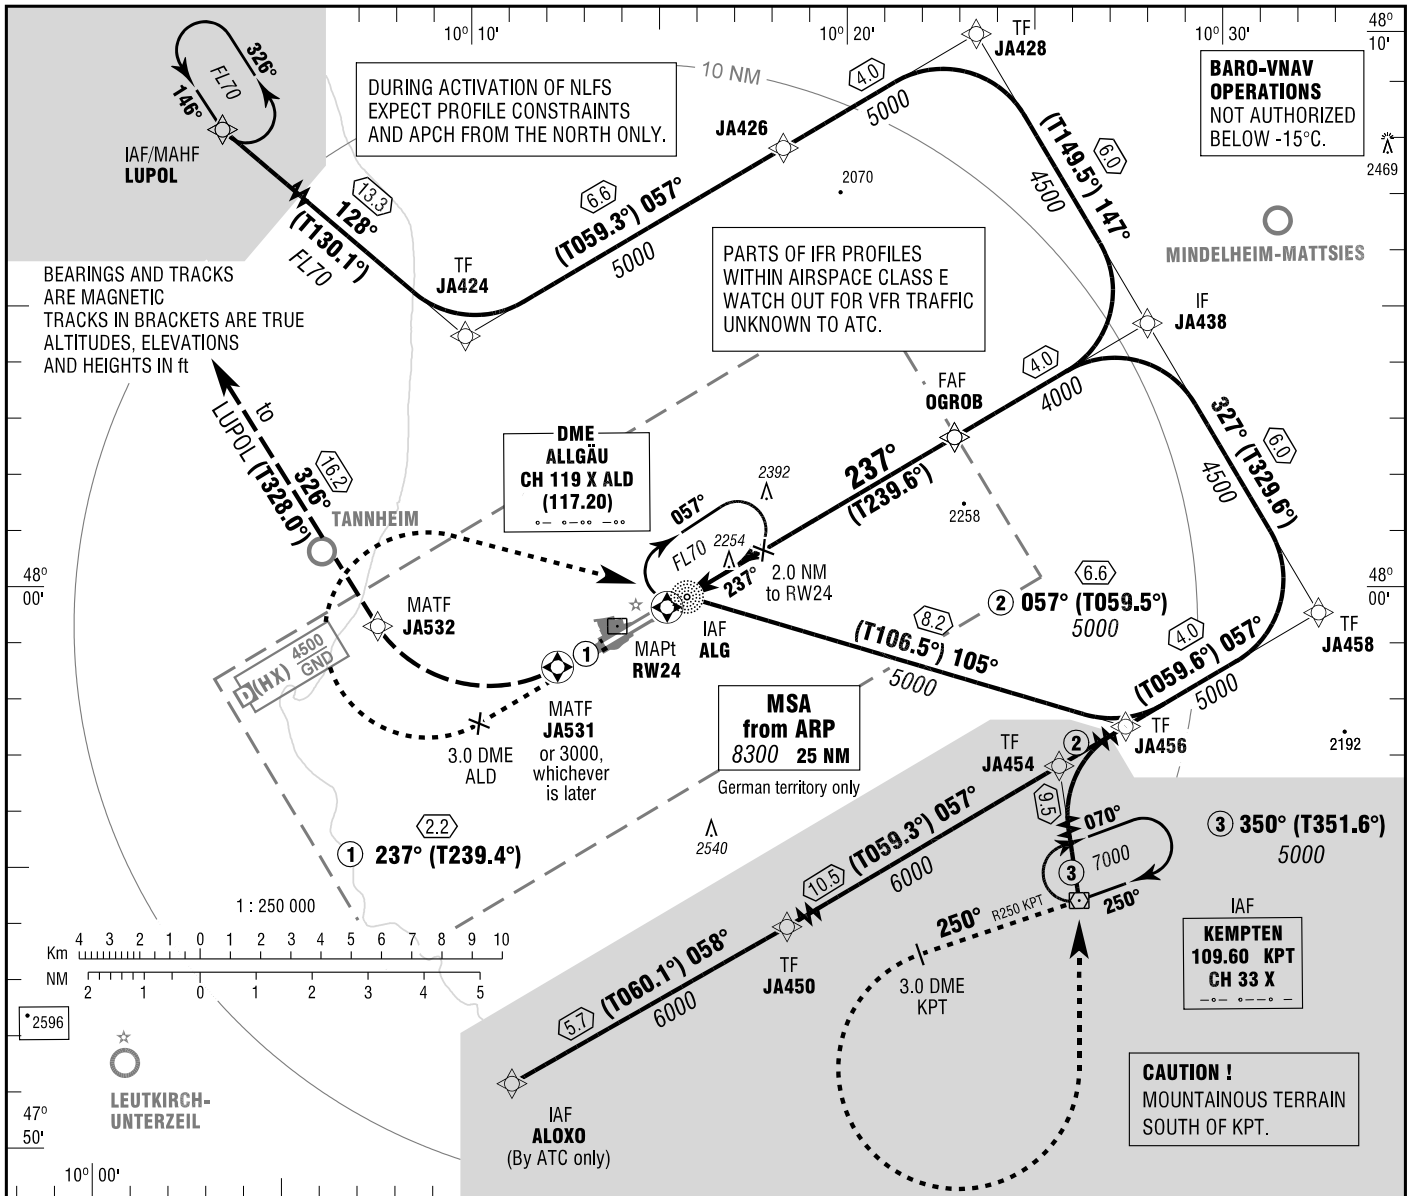 10º 10'
10º 20'
10º 30'
48º
10'
326°
FL70
146°
IAF/MAHF
LUPOL
DURING ACTIVATION OF NLFS
EXPECT PROFILE CONSTRAINTS
AND APCH FROM THE NORTH ONLY.
10 NM
4.0
5000
TF
JA428
BARO-VNAV
OPERATIONS
NOT AUTHORIZED
BELOW -15°C.
2469
JA426
2070
(T149.5°) 147°
6.0
4500
MINDELHEIM-MATTSIES
13.3
128°
(T130.1°)
FL70
6.6
(T059.3°) 057°
5000
TF
JA424
PARTS OF IFR PROFILES
WITHIN AIRSPACE CLASS E
WATCH OUT FOR VFR TRAFFIC
UNKNOWN TO ATC.
BEARINGS AND TRACKS
ARE MAGNETIC
TRACKS IN BRACKETS ARE TRUE
ALTITUDES, ELEVATIONS
AND HEIGHTS IN ft
IF
JA438
4.0
4000
FAF
OGROB
to
LUPOL (T328.0°)
326°
16.2
TANNHEIM
DME
ALLGÄU
CH 119 X ALD
(117.20)
2392
237°
(T239.6°)
327° (T329.6°)
6.0
4500
2258
057°
FL70
2254
237°
2.0 NM
to RW24
48º
00'
48º
00'
MATF
JA532
6.6
2 057° (T059.5°)
5000
TF
JA458
IAF
ALG
MAPt
RW24
1
8.2
(T106.5°) 105°
5000
4.0
(T059.6°) 057°
5000
D(HX) 4500
GND
MATF
JA531
or 3000,
whichever
is later
3.0 DME
ALD
MSA
from ARP
8300 25 NM
German territory only
TF
JA456
2192
TF
JA454
2
9.5
2540
2.2
1 237° (T239.4°)
10.5 (T059.3°) 057°
6000
070°
7000
3
250°
3 350° (T351.6°)
5000
1 : 250 000
Km 4 3 2 1 0 1 2 3 4 5 6 7 8 9 10
NM 2 1 0 1 2 3 4 5
250°
R250 KPT
3.0 DME
KPT
IAF
KEMPTEN
109.60 KPT
CH 33 X
TF
JA450
5.7 (T060.1°) 058°
6000
2596
LEUTKIRCH-
UNTERZEIL
IAF
ALOXO
(By ATC only)
CAUTION !
MOUNTAINOUS TERRAIN
SOUTH OF KPT.
47º
50'
10º 00'